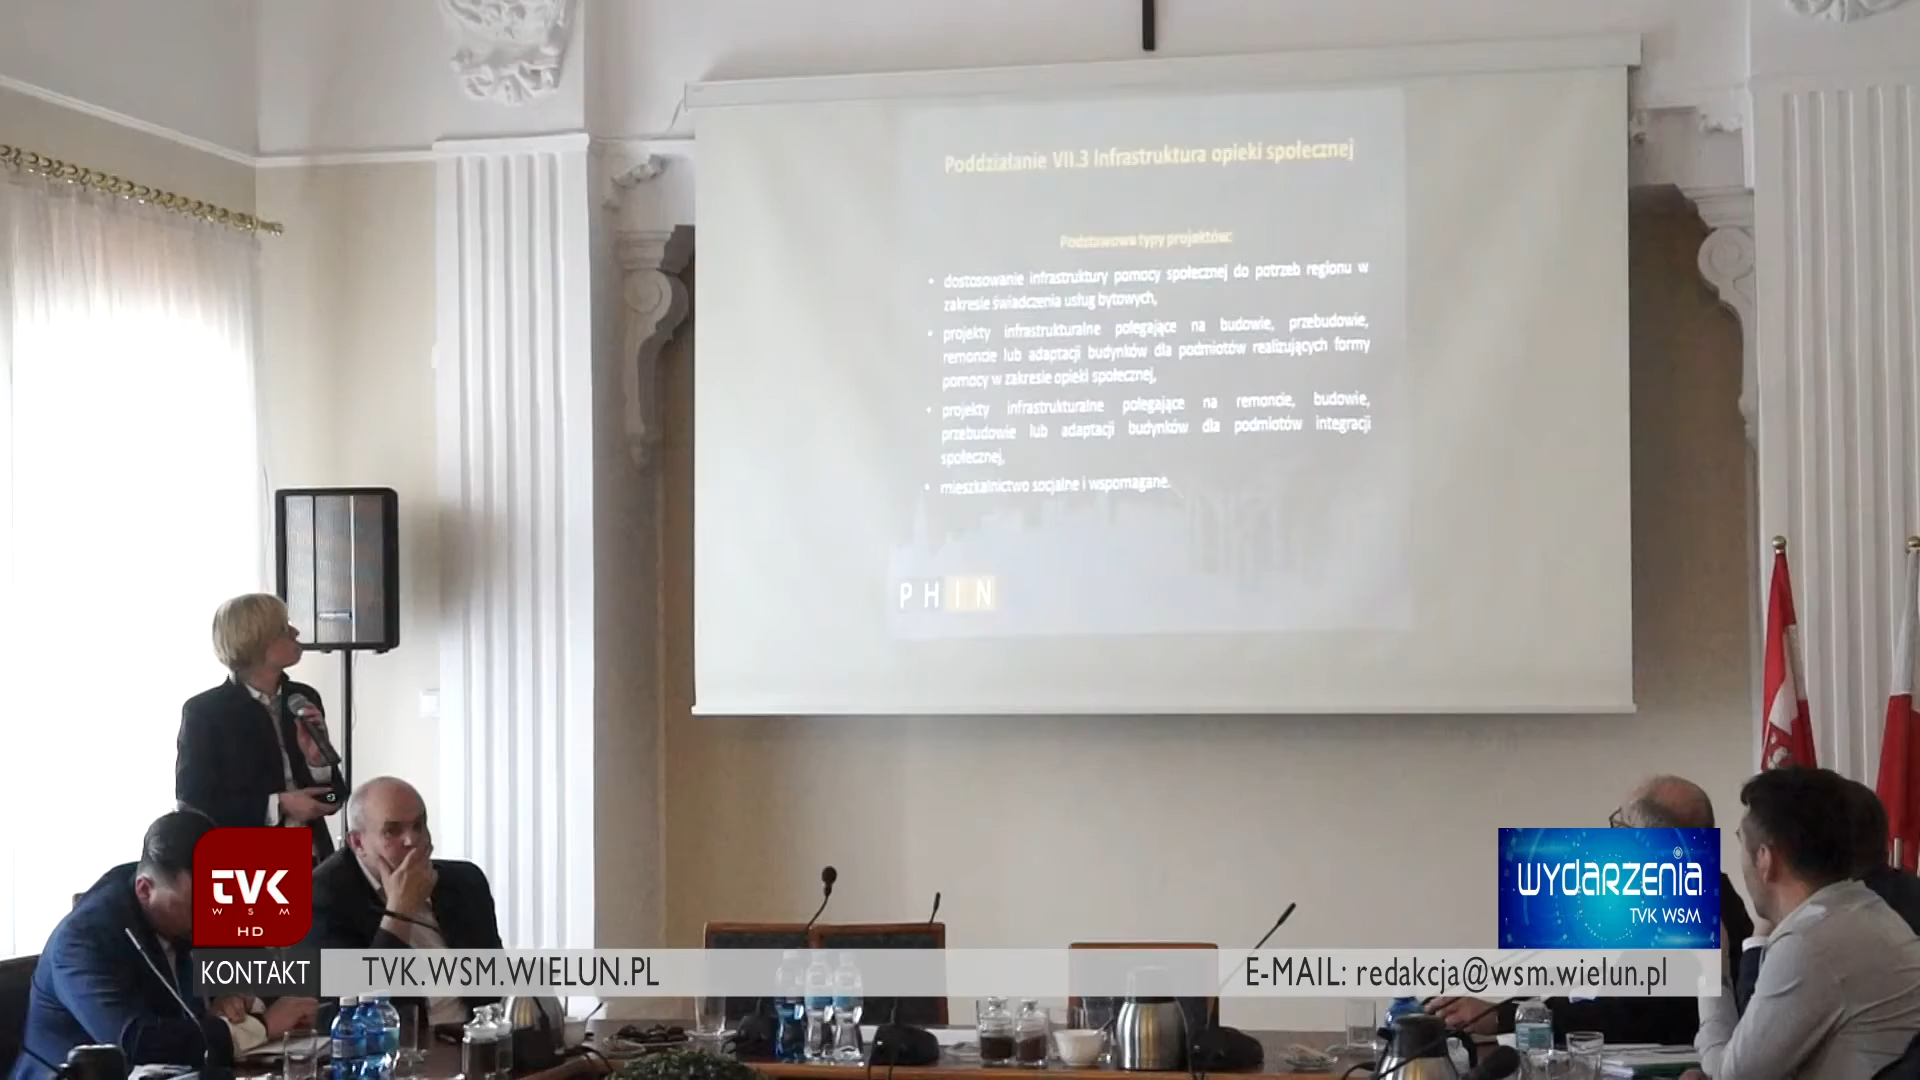 Poddziałanie VII.3 Infrastruktura opieki społecznej
Podstawowe typy projektów:
• dostosowanie infrastruktury pomocy społecznej do potrzeb regionu w
zakresie świadczenia usług bytowych,
• projekty infrastrukturalne polegające na budowie, przebudowie,
remoncie lub adaptacji budynków dla podmiotów realizujących formy
pomocy w zakresie opieki społecznej,
• projekty infrastrukturalne polegające na remoncie, budowie,
przebudowie lub adaptacji budynków dla podmiotów integracji
społecznej,
• mieszkalnictwo socjalne i wspomagane.
PHIN
tVK
WSM
HD
WYDARZENIA
TVK WSM
KONTAKT
TVK.WSM.WIELUN.PL
E-MAIL: redakcja@wsm.wielun.pl